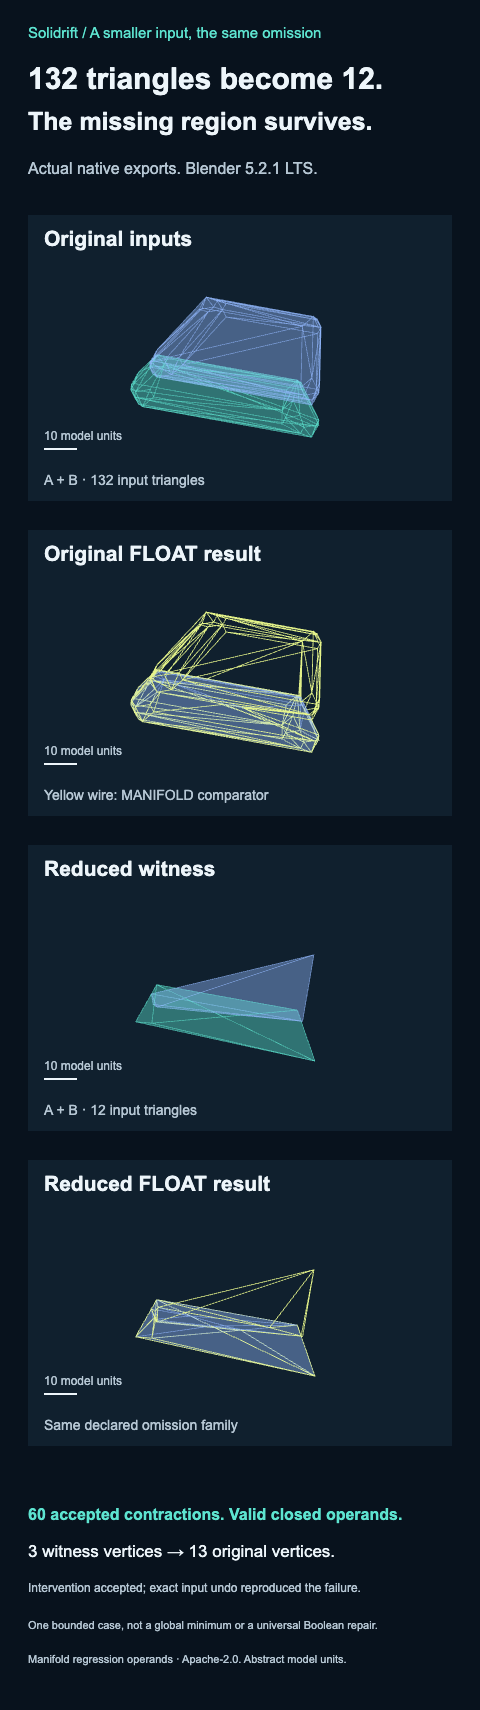 Solidrift / A smaller input, the same omission
132 triangles become 12.
The missing region survives.
Actual native exports. Blender 5.2.1 LTS.
Original inputs
10 model units
A + B · 132 input triangles
Original FLOAT result
10 model units
Yellow wire: MANIFOLD comparator
Reduced witness
10 model units
A + B · 12 input triangles
Reduced FLOAT result
10 model units
Same declared omission family
60 accepted contractions. Valid closed operands.
3 witness vertices → 13 original vertices.
Intervention accepted; exact input undo reproduced the failure.
One bounded case, not a global minimum or a universal Boolean repair.
Manifold regression operands · Apache-2.0. Abstract model units.